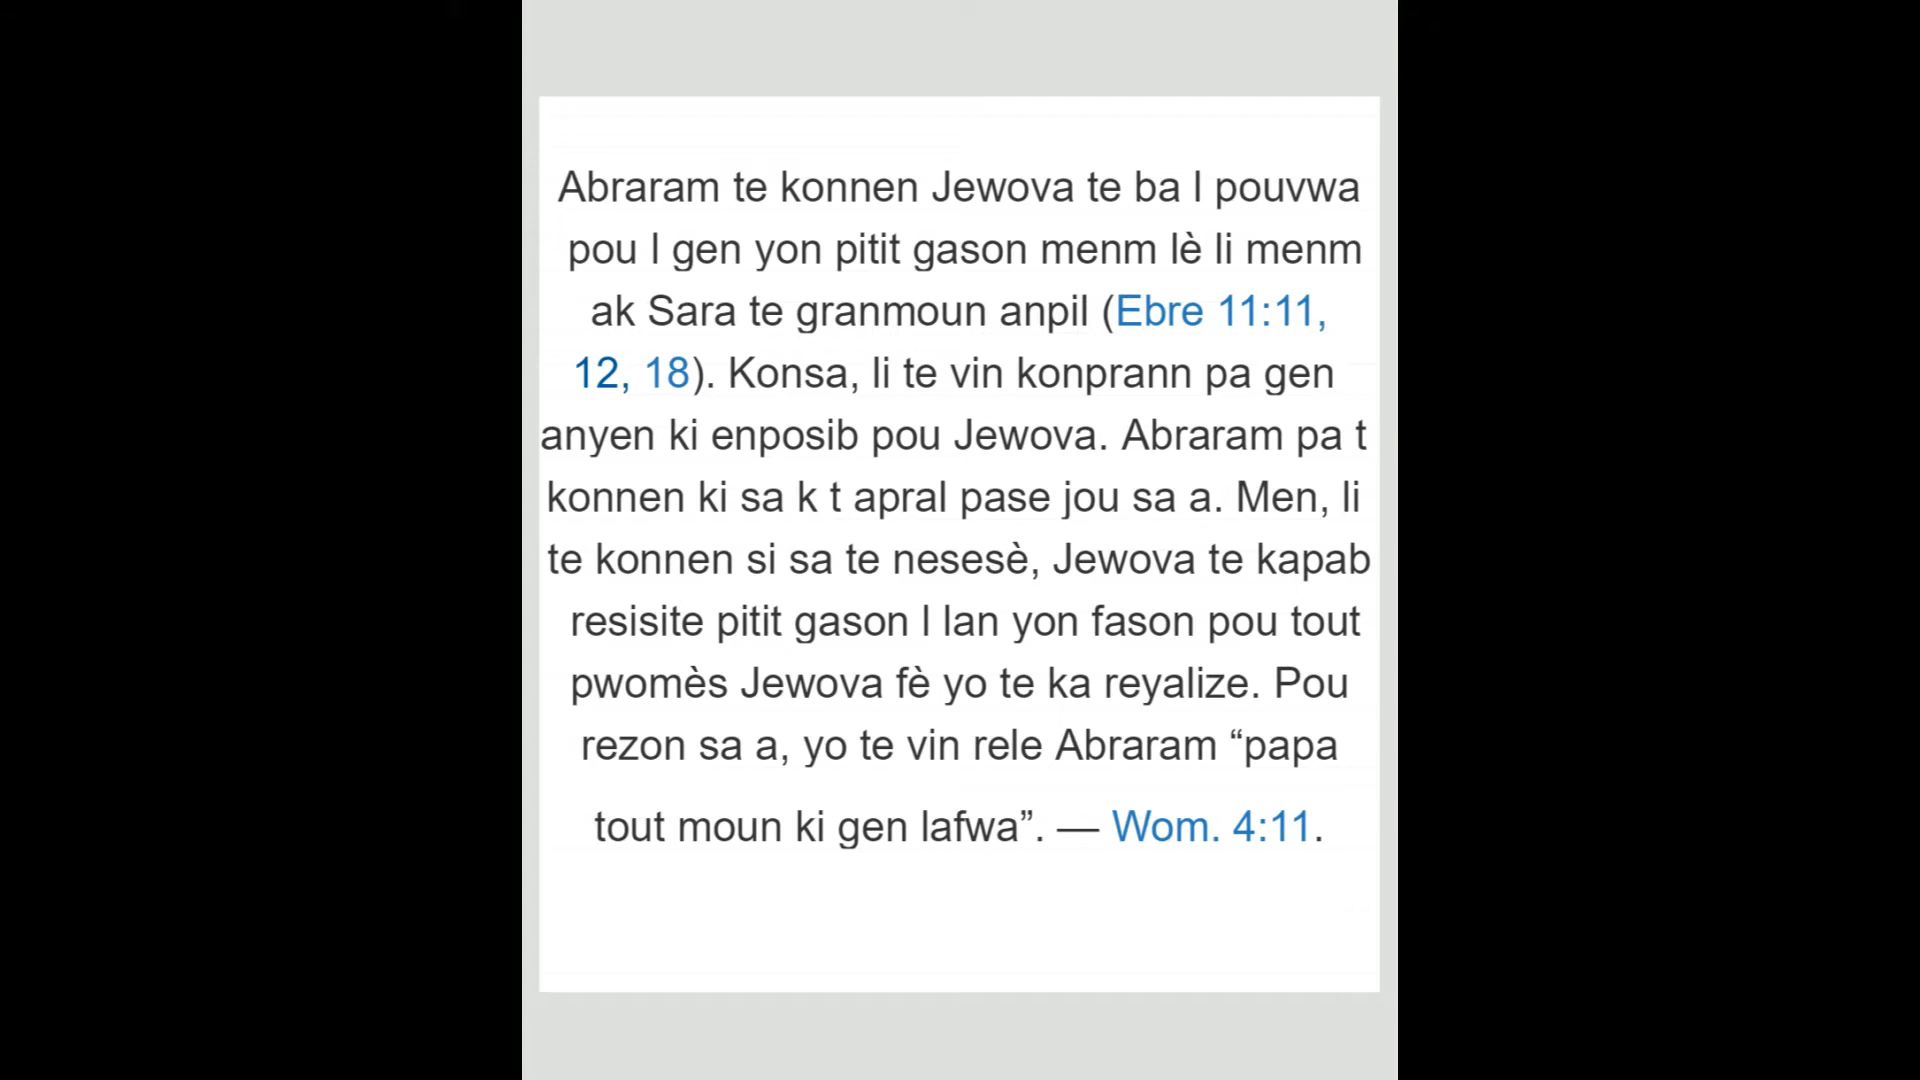 Abraram te konnen Jewova te ba l pouvwa
pou l gen yon pitit gason menm lè li menm
ak Sara te granmoun anpil (Ebre 11:11,
12, 18). Konsa, li te vin konprann pa gen
anyen ki enposib pou Jewova. Abraram pa t
konnen ki sa k t apral pase jou sa a. Men, li
te konnen si sa te nesesè, Jewova te kapab
resisite pitit gason l lan yon fason pou tout
pwomès Jewova fè yo te ka reyalize. Pou
rezon sa a, yo te vin rele Abraram “papa
tout moun ki gen lafwa”. — Wom. 4:11.